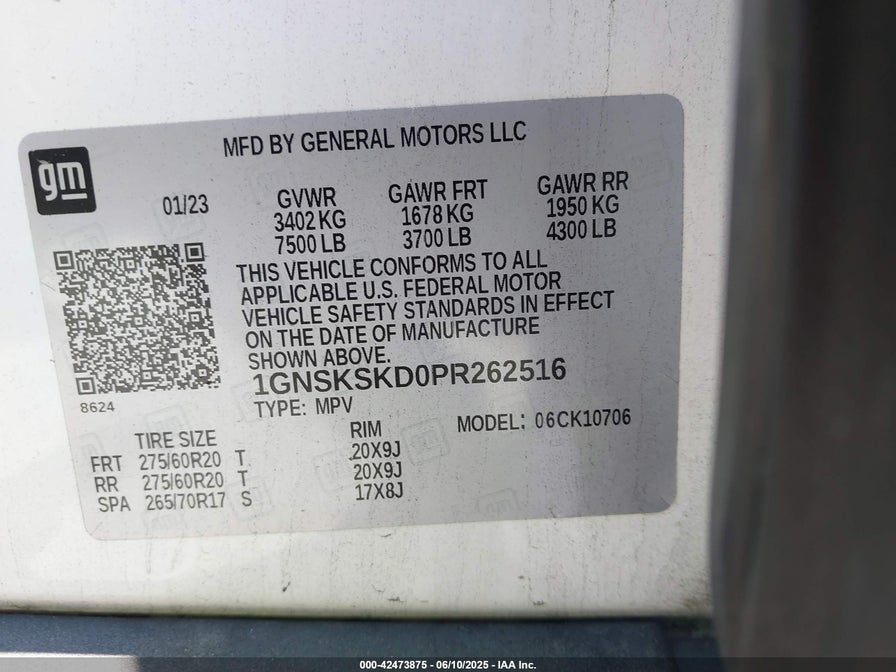 MFD BY GENERAL MOTORS LLC
gm
01/23
GVWR GAWR FRT GAWR RR
3402 KG 1678 KG 1950 KG
7500 LB 3700 LB 4300 LB
THIS VEHICLE CONFORMS TO ALL
APPLICABLE U.S. FEDERAL MOTOR
VEHICLE SAFETY STANDARDS IN EFFECT
ON THE DATE OF MANUFACTURE
SHOWN ABOVE.
1GNSKSKD0PR262516
8624
TYPE: MPV
MODEL: 06CK10706
TIRE SIZE RIM
FRT 275/60R20 T 20X9J
RR 275/60R20 T 20X9J
SPA 265/70R17 S 17X8J
000-42473875 - 06/10/2025 - IAA Inc.